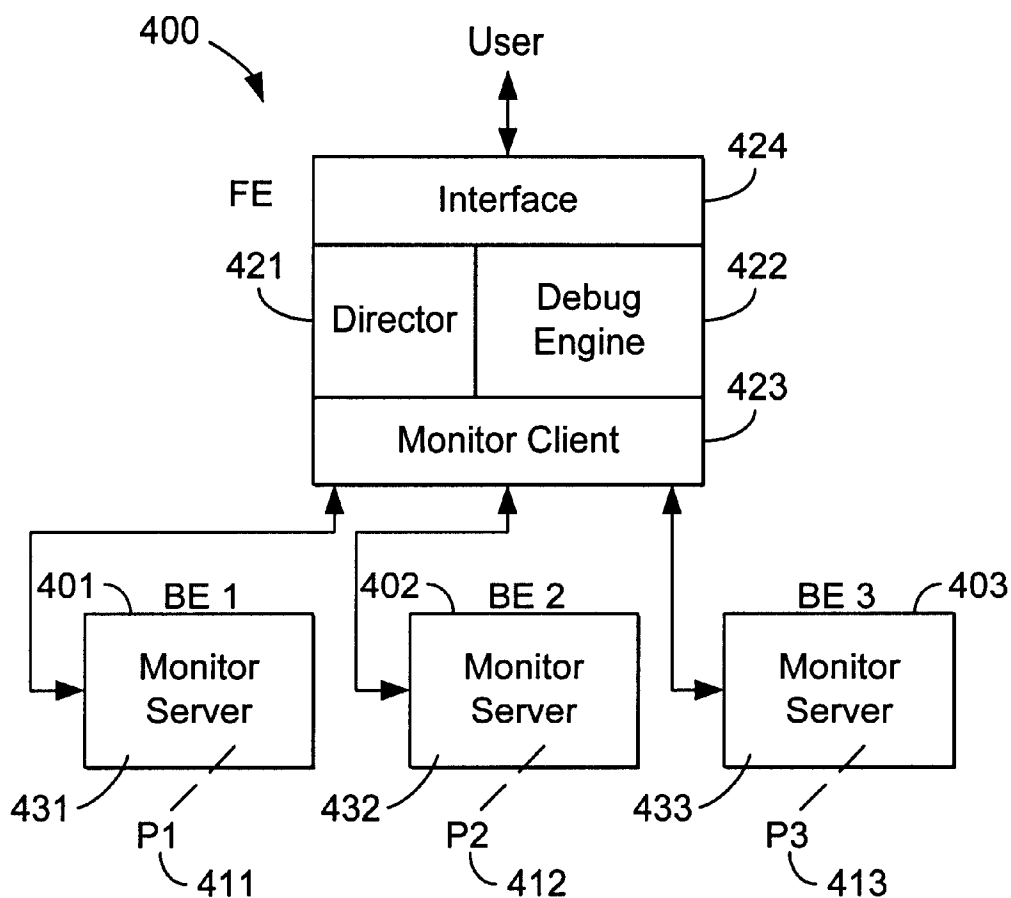 400
User
424
FE
Interface
421
422
Director
Debug
Engine
423
Monitor Client
401
BE 1
402
BE 2
BE 3
403
Monitor
Server
Monitor
Server
Monitor
Server
431
432
433
P1
P2
P3
411
412
413